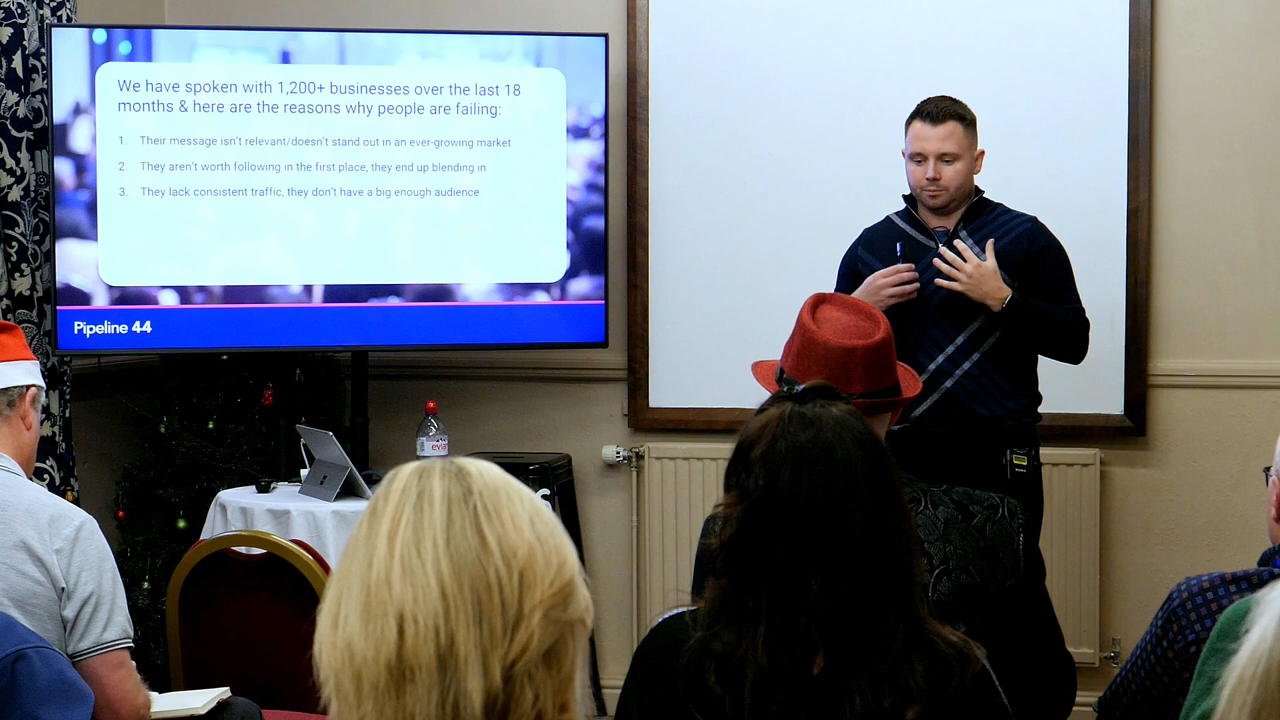 We have spoken with 1,200+ businesses over the last 18
months & here are the reasons why people are failing:
1. Their message isn't relevant/doesn't stand out in an ever-growing market
2. They aren't worth following in the first place, they end up blending in
3. They lack consistent traffic, they don't have a big enough audience
Pipeline 44
evia